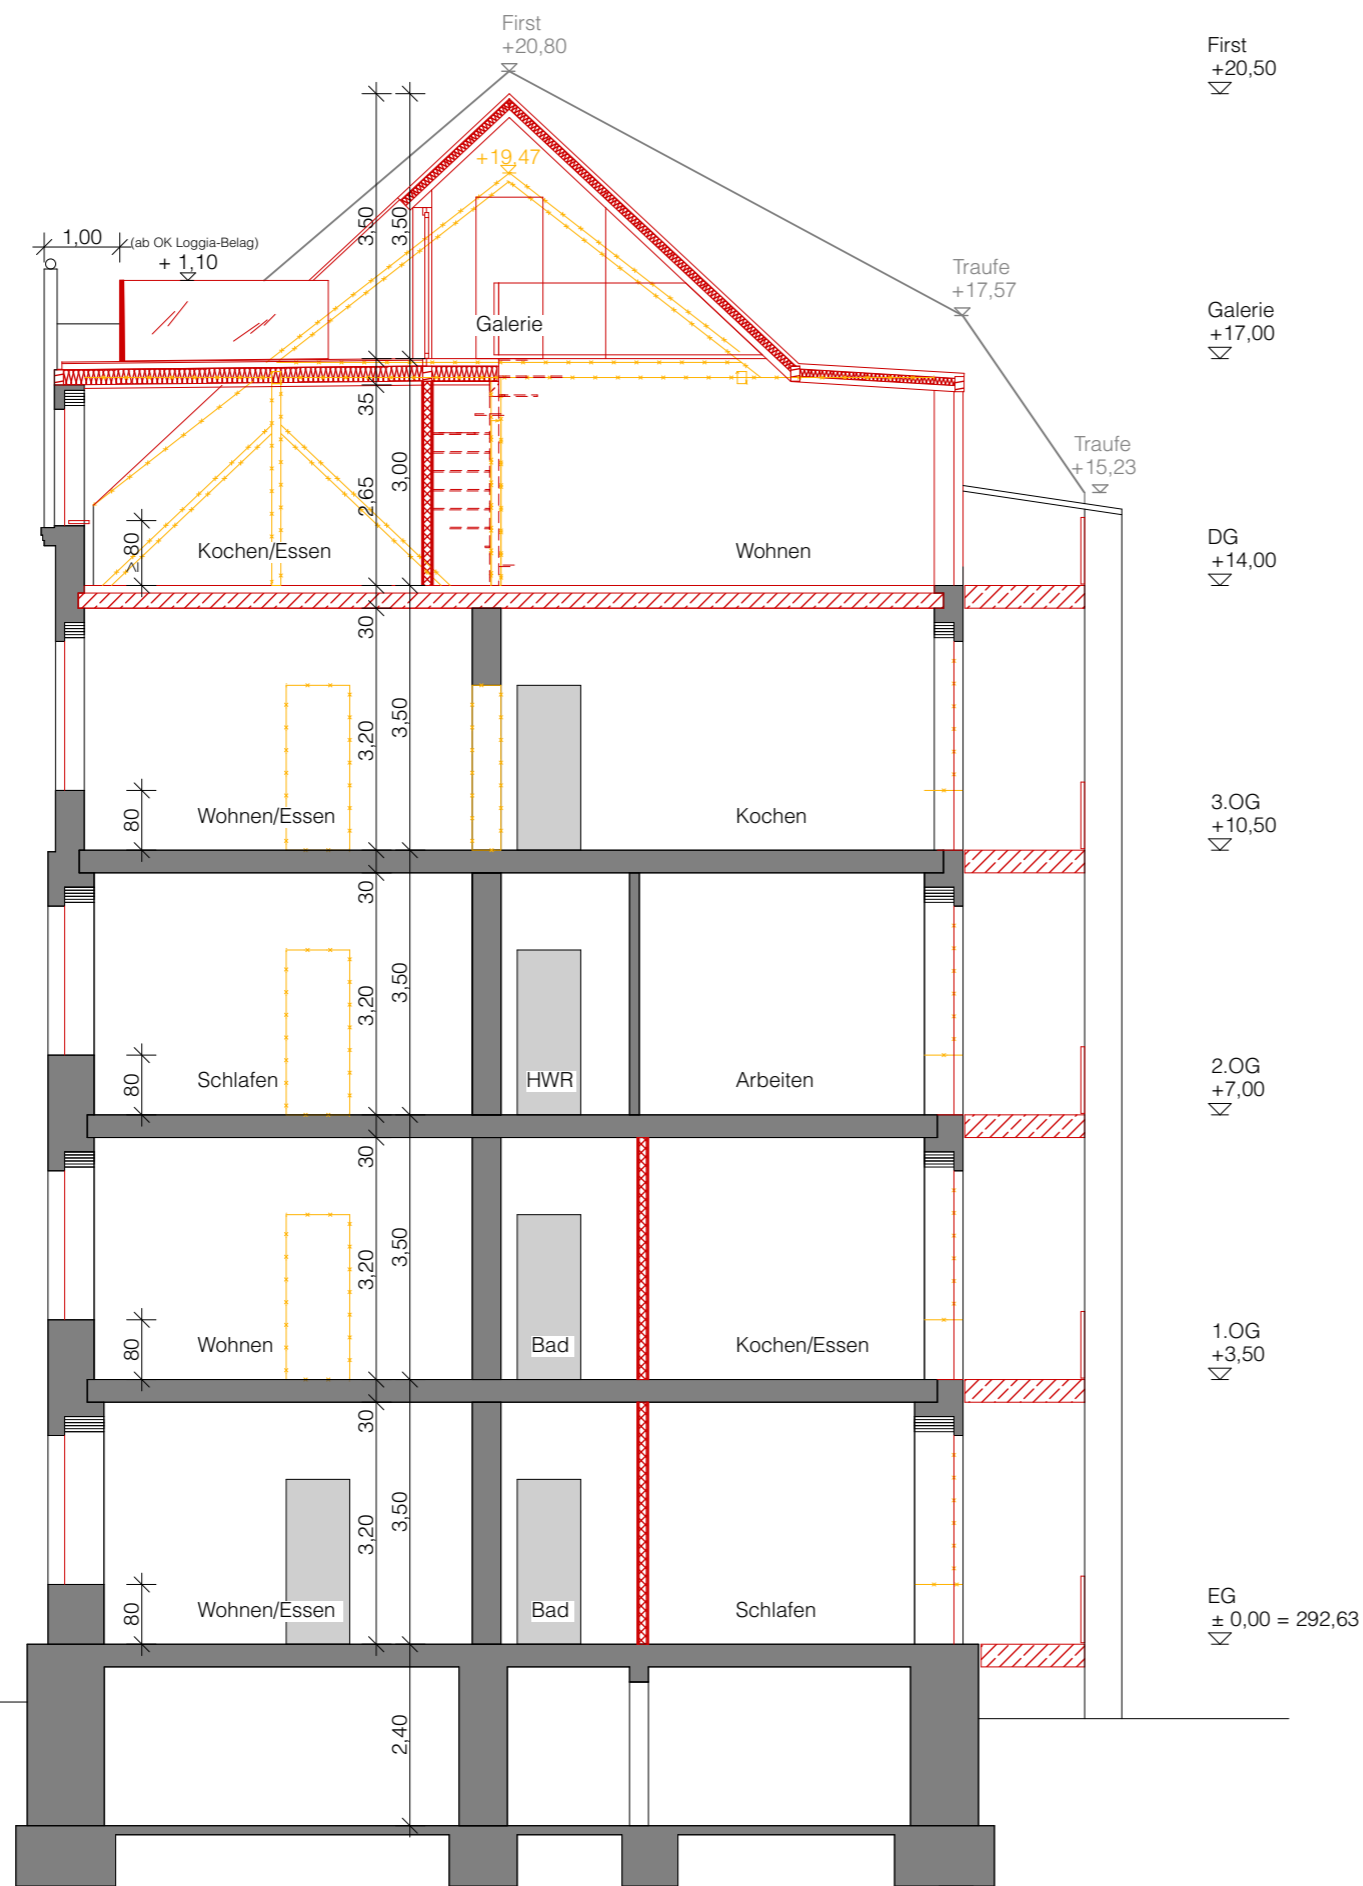 First
+20,80
First
+20,50
+19,47
3,50
3,50
1,00
(ab OK Loggia-Belag)
+ 1,10
Traufe
+17,57
Galerie
Galerie
+17,00
35
Traufe
+15,23
2,65
3,00
≥ 80
Kochen/Essen
Wohnen
DG
+14,00
30
3,20
3,50
80
Wohnen/Essen
Kochen
3.OG
+10,50
30
3,20
3,50
80
Schlafen
HWR
Arbeiten
2.OG
+7,00
30
3,20
3,50
80
Wohnen
Bad
Kochen/Essen
1.OG
+3,50
30
3,20
3,50
80
Wohnen/Essen
Bad
Schlafen
EG
± 0,00 = 292,63
2,40